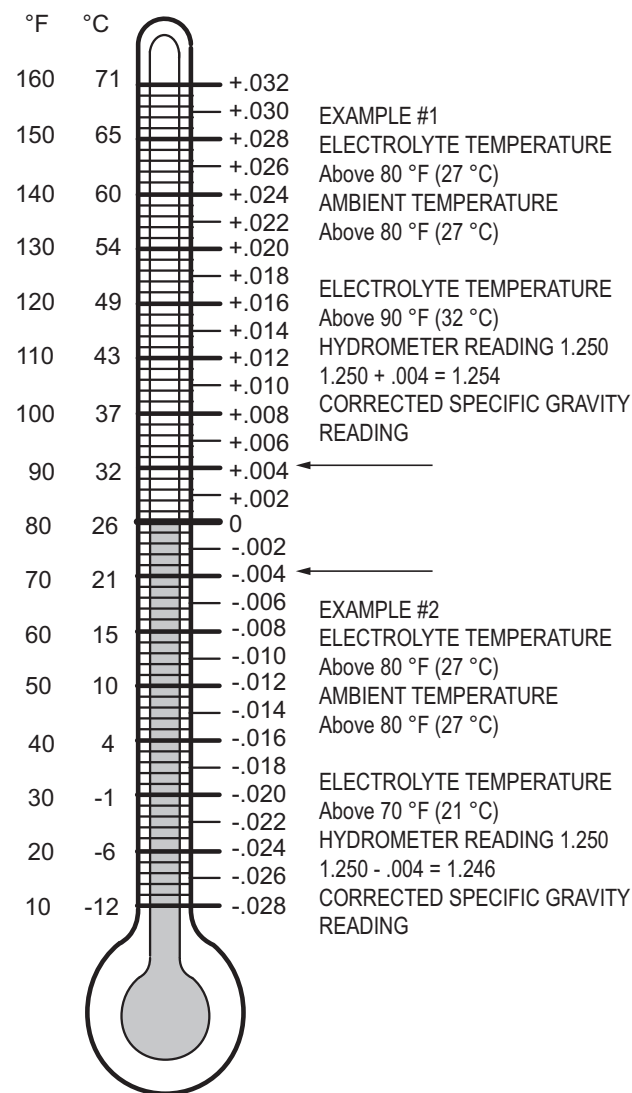 °F °C
160 71 +.032
+.030
150 65 +.028
+.026
140 60 +.024
+.022
130 54 +.020
+.018
120 49 +.016
+.014
110 43 +.012
+.010
100 37 +.008
+.006
90 32 +.004
+.002
80 26 0
-.002
70 21 -.004
-.006
60 15 -.008
-.010
50 10 -.012
-.014
40 4 -.016
-.018
30 -1 -.020
-.022
20 -6 -.024
-.026
10 -12 -.028
EXAMPLE #1
ELECTROLYTE TEMPERATURE
Above 80 °F (27 °C)
AMBIENT TEMPERATURE
Above 80 °F (27 °C)
ELECTROLYTE TEMPERATURE
Above 90 °F (32 °C)
HYDROMETER READING 1.250
1.250 + .004 = 1.254
CORRECTED SPECIFIC GRAVITY
READING
EXAMPLE #2
ELECTROLYTE TEMPERATURE
Above 80 °F (27 °C)
AMBIENT TEMPERATURE
Above 80 °F (27 °C)
ELECTROLYTE TEMPERATURE
Above 70 °F (21 °C)
HYDROMETER READING 1.250
1.250 - .004 = 1.246
CORRECTED SPECIFIC GRAVITY
READING